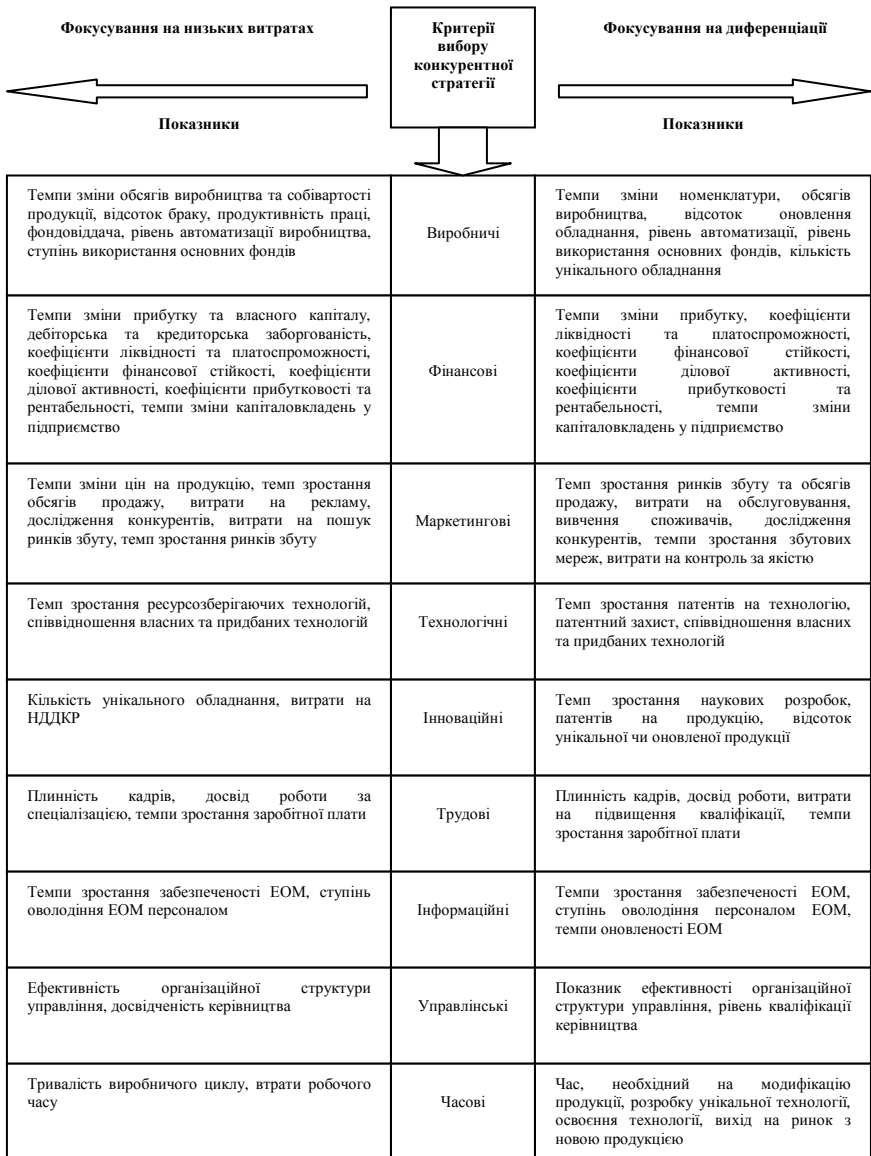 Фокусування на низьких витратах
Критерії
вибору
конкурентної
стратегії
Фокусування на диференціації
Показники
Показники
Темпи зміни обсягів виробництва та собівартості
продукції, відсоток браку, продуктивність праці,
фондовіддача, рівень автоматизації виробництва,
ступінь використання основних фондів
Виробничі
Темпи зміни номенклатури, обсягів
виробництва, відсоток оновлення
обладнання, рівень автоматизації, рівень
використання основних фондів, кількість
унікального обладнання
Темпи зміни прибутку та власного капіталу,
дебіторська та кредиторська заборгованість,
коефіцієнти ліквідності та платоспроможності,
коефіцієнти фінансової стійкості, коефіцієнти
ділової активності, коефіцієнти прибутковості та
рентабельності, темпи зміни капіталовкладень у
підприємство
Фінансові
Темпи зміни прибутку, коефіцієнти
ліквідності та платоспроможності,
коефіцієнти фінансової стійкості,
коефіцієнти ділової активності,
коефіцієнти прибутковості та
рентабельності, темпи зміни
капіталовкладень у підприємство
Темпи зміни цін на продукцію, темп зростання
обсягів продажу, витрати на рекламу,
дослідження конкурентів, витрати на пошук
ринків збуту, темп зростання ринків збуту
Маркетингові
Темп зростання ринків збуту та обсягів
продажу, витрати на обслуговування,
вивчення споживачів, дослідження
конкурентів, темпи зростання збутових
мереж, витрати на контроль за якістю
Темп зростання ресурсозберігаючих технологій,
співвідношення власних та придбаних технологій
Технологічні
Темп зростання патентів на технологію,
патентний захист, співвідношення власних
та придбаних технологій
Кількість унікального обладнання, витрати на
НДДКР
Інноваційні
Темп зростання наукових розробок,
патентів на продукцію, відсоток
унікальної чи оновленої продукції
Плинність кадрів, досвід роботи за
спеціалізацією, темпи зростання заробітної плати
Трудові
Плинність кадрів, досвід роботи, витрати
на підвищення кваліфікації, темпи
зростання заробітної плати
Темпи зростання забезпеченості ЕОМ, ступінь
оволодіння ЕОМ персоналом
Інформаційні
Темпи зростання забезпеченості ЕОМ,
ступінь оволодіння персоналом ЕОМ,
темпи оновленості ЕОМ
Ефективність організаційної структури
управління, досвідченість керівництва
Управлінські
Показник ефективності організаційної
структури управління, рівень кваліфікації
керівництва
Тривалість виробничого циклу, втрати робочого
часу
Часові
Час, необхідний на модифікацію
продукції, розробку унікальної технології,
освоєння технології, вихід на ринок з
новою продукцією